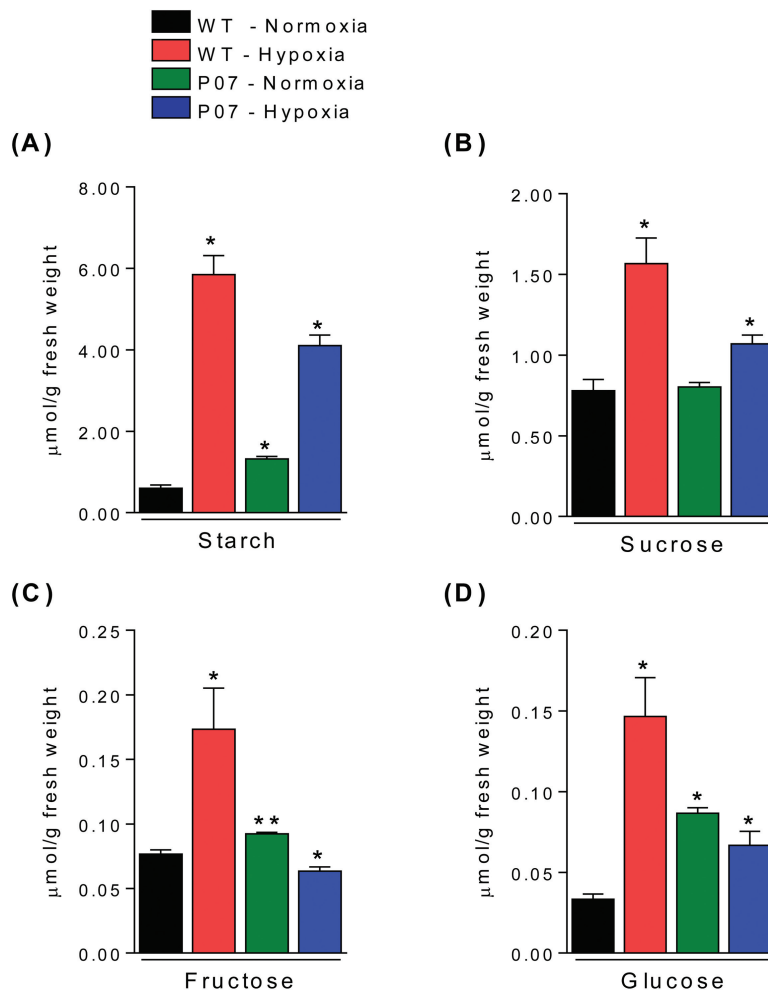 WT - Normoxia
WT - Hypoxia
P07 - Normoxia
P07 - Hypoxia
(A)
8.00
6.00
4.00
2.00
0.00
μmol/g fresh weight
*
*
*
Starch
(B)
2.00
1.50
1.00
0.50
0.00
μmol/g fresh weight
*
*
Sucrose
(C)
0.25
0.20
0.15
0.10
0.05
0.00
μmol/g fresh weight
*
**
*
Fructose
(D)
0.20
0.15
0.10
0.05
0.00
μmol/g fresh weight
*
*
*
Glucose